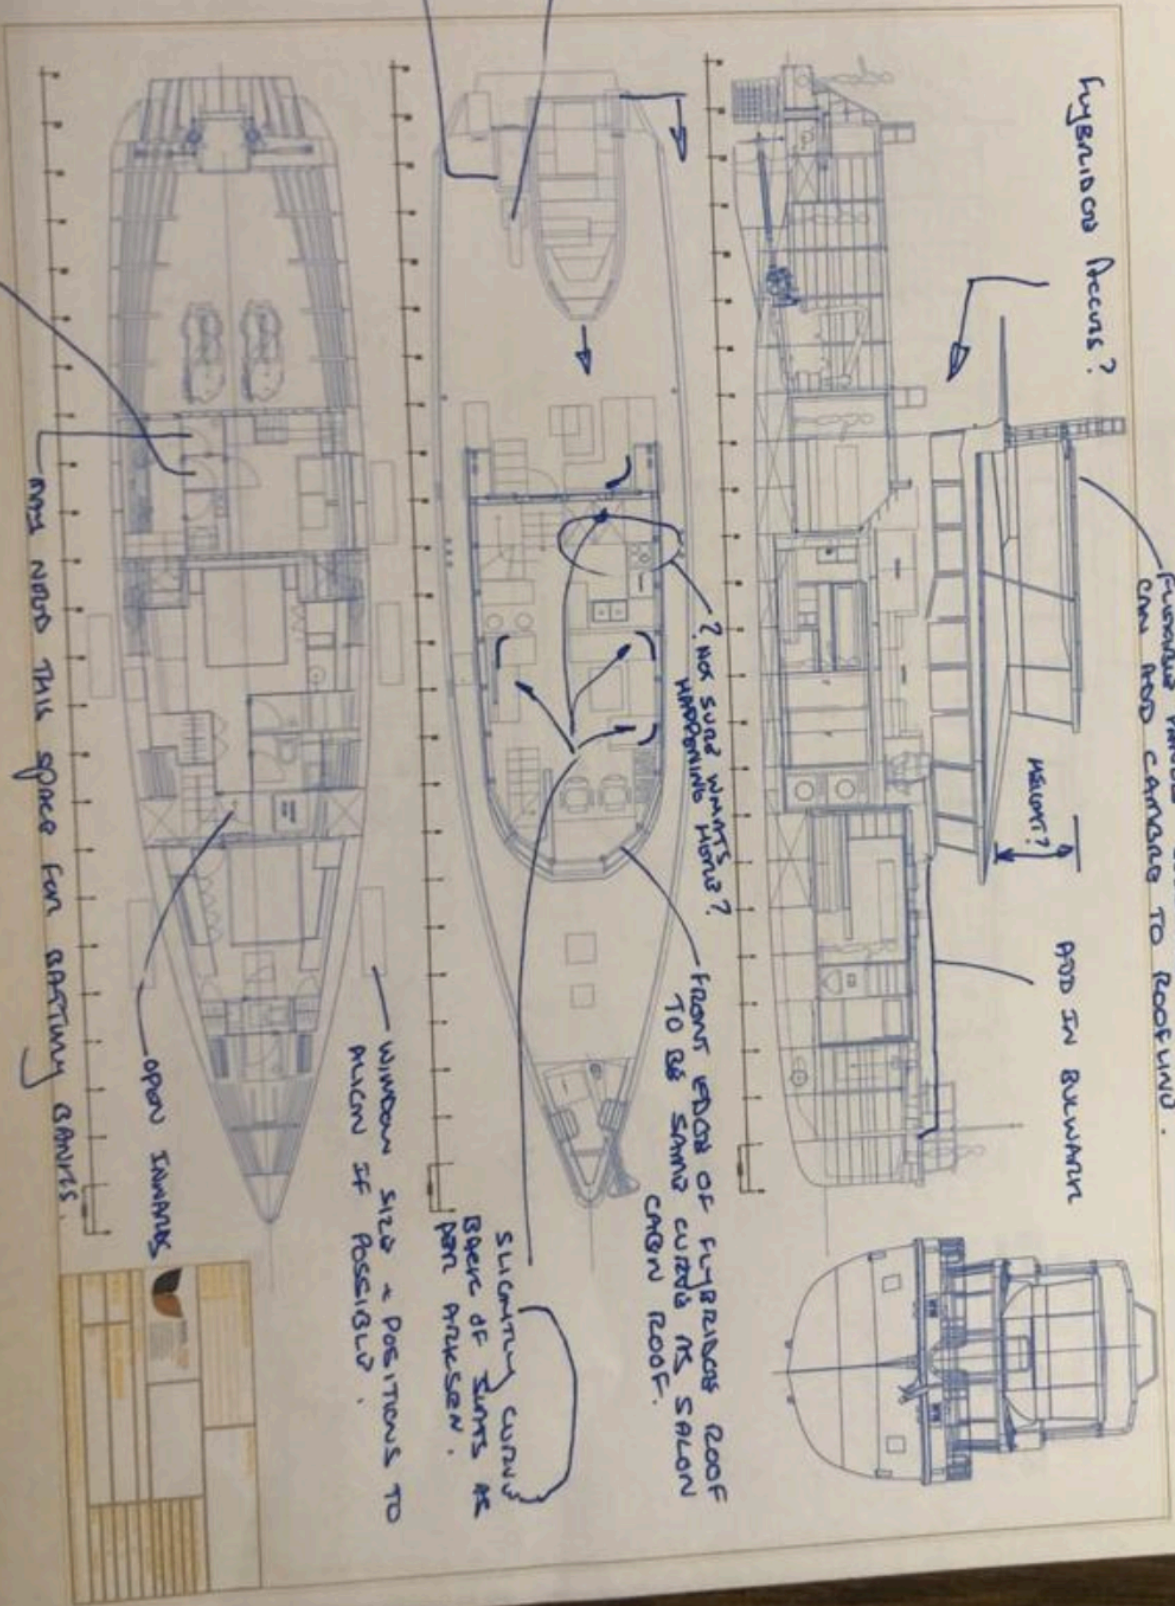 FLYBRIDGE ACCESS?
CAN ADD CAMBRE TO ROOFLINE.
HEIGHT?
ADD IN BULWARK
? NOT SURE WHATS
HAPPENING HERE?
FRONT EDGE OF FLYBRIDGE ROOF
TO BE SAME CURVE AS SALON
CABIN ROOF.
SLIGHTLY CURVE
BACK OF SEATS AS
PER ARKSEN.
WINDOW SIZE & POSITIONS TO
ALIGN IF POSSIBLE.
OPEN INWARDS
MAY NEED THIS SPACE FOR BATTERY BANKS.